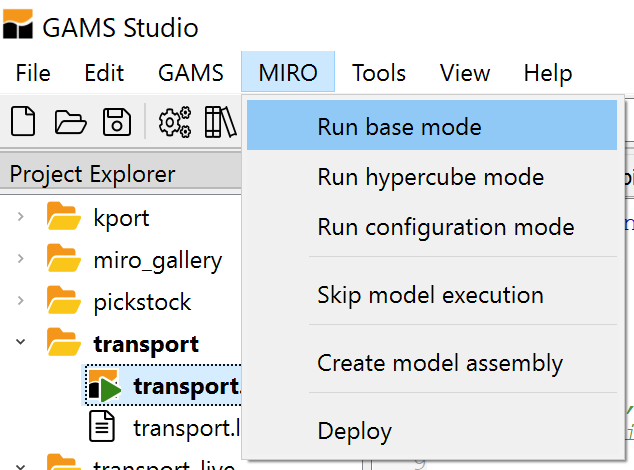 GAMS Studio
File Edit GAMS MIRO Tools View Help
Project Explorer
kport
miro_gallery
pickstock
transport
transport.
transport.l
transport_live
Run base mode
Run hypercube mode
Run configuration mode
Skip model execution
Create model assembly
Deploy
9